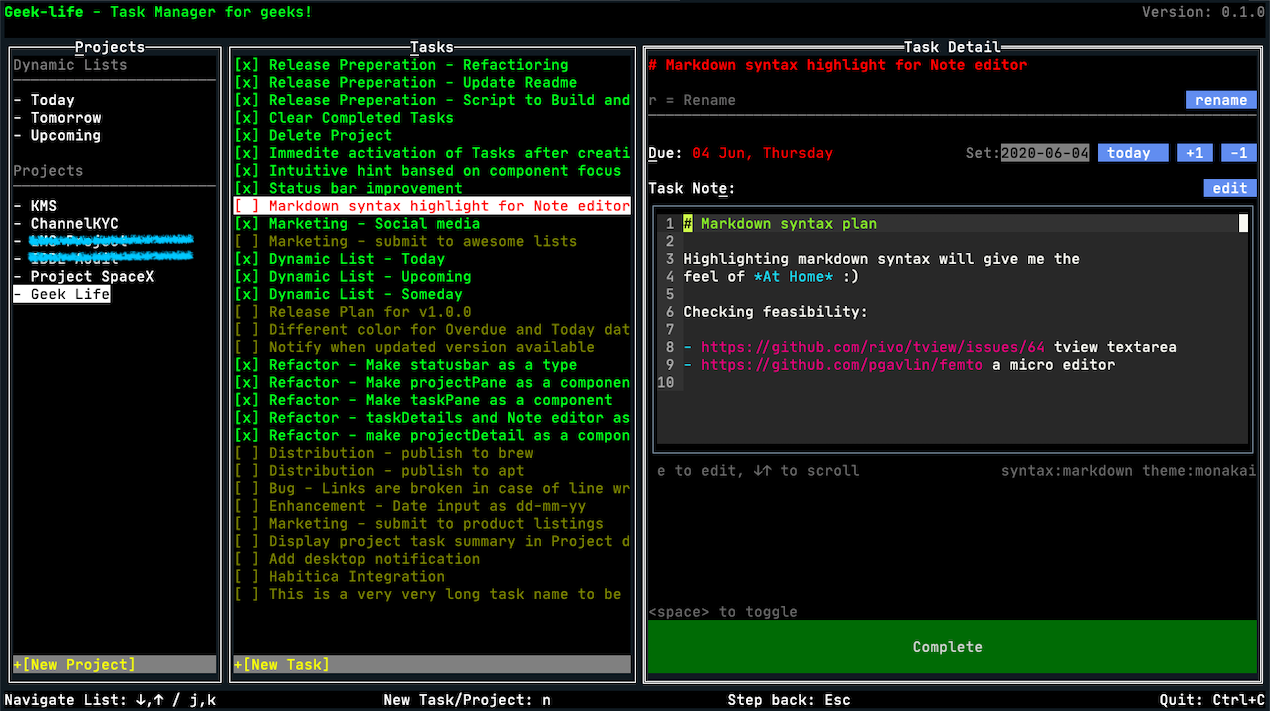 Geek-life - Task Manager for geeks!
Version: 0.1.0
Projects
Dynamic Lists
- Today
- Tomorrow
- Upcoming
Projects
- KMS
- ChannelKYC
-
-
- Project SpaceX
- Geek Life
+[New Project]
Tasks
[x] Release Preperation - Refactioring
[x] Release Preperation - Update Readme
[x] Release Preperation - Script to Build and
[x] Clear Completed Tasks
[x] Delete Project
[x] Immedite activation of Tasks after creati
[x] Intuitive hint bansed on component focus
[x] Status bar improvement
[ ] Markdown syntax highlight for Note editor
[x] Marketing - Social media
[ ] Marketing - submit to awesome lists
[x] Dynamic List - Today
[x] Dynamic List - Upcoming
[x] Dynamic List - Someday
[ ] Release Plan for v1.0.0
[ ] Different color for Overdue and Today dat
[ ] Notify when updated version available
[x] Refactor - Make statusbar as a type
[x] Refactor - Make projectPane as a componen
[x] Refactor - Make taskPane as a component
[x] Refactor - taskDetails and Note editor as
[x] Refactor - make projectDetail as a compon
[ ] Distribution - publish to brew
[ ] Distribution - publish to apt
[ ] Bug - Links are broken in case of line wr
[ ] Enhancement - Date input as dd-mm-yy
[ ] Marketing - submit to product listings
[ ] Display project task summary in Project d
[ ] Add desktop notification
[ ] Habitica Integration
[ ] This is a very very long task name to be
+[New Task]
Task Detail
# Markdown syntax highlight for Note editor
r = Rename
rename
Due: 04 Jun, Thursday
Set:2020-06-04 today +1 -1
Task Note:
edit
1 # Markdown syntax plan
2
3 Highlighting markdown syntax will give me the
4 feel of *At Home* :)
5
6 Checking feasibility:
7
8 - https://github.com/rivo/tview/issues/64 tview textarea
9 - https://github.com/pgavlin/femto a micro editor
10
e to edit, ↓↑ to scroll
syntax:markdown theme:monakai
<space> to toggle
Complete
Navigate List: ↓,↑ / j,k
New Task/Project: n
Step back: Esc
Quit: Ctrl+C